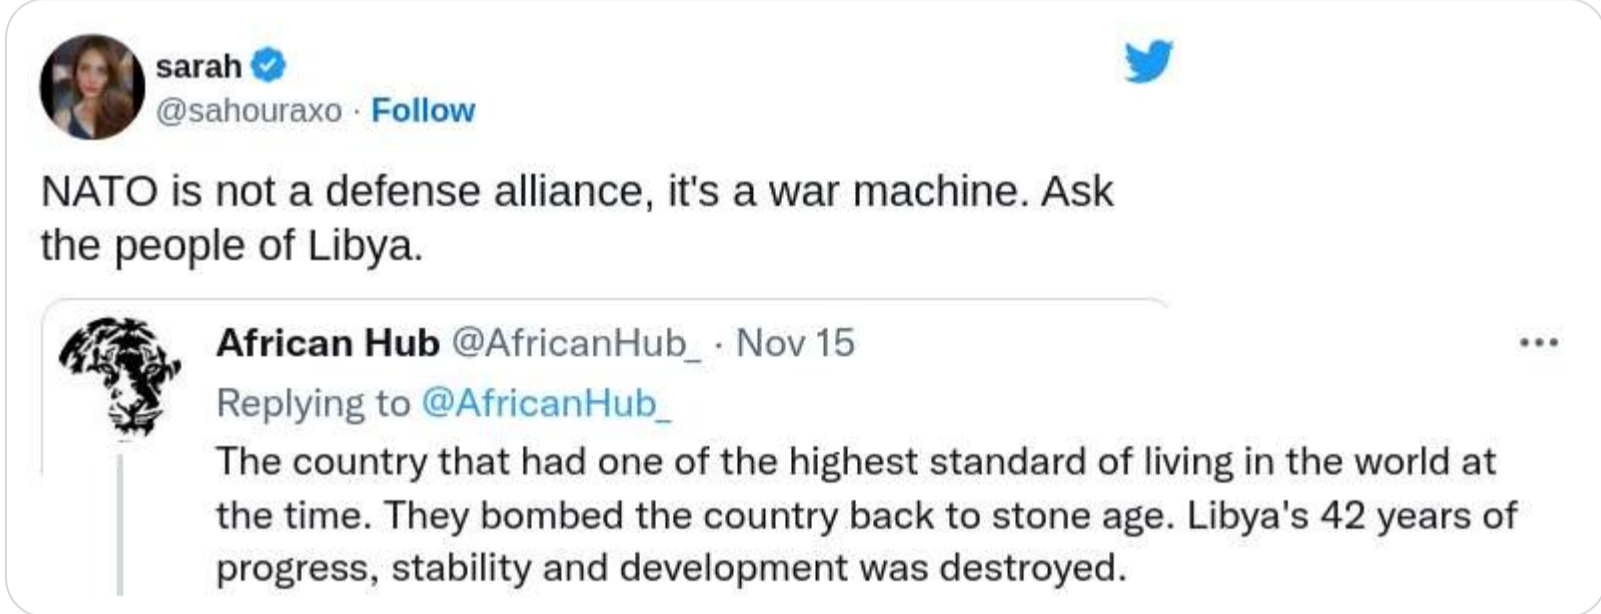 sarah
@sahouraxo · Follow
NATO is not a defense alliance, it's a war machine. Ask
the people of Libya.
African Hub @AfricanHub_ · Nov 15
Replying to @AfricanHub_
The country that had one of the highest standard of living in the world at
the time. They bombed the country back to stone age. Libya's 42 years of
progress, stability and development was destroyed.